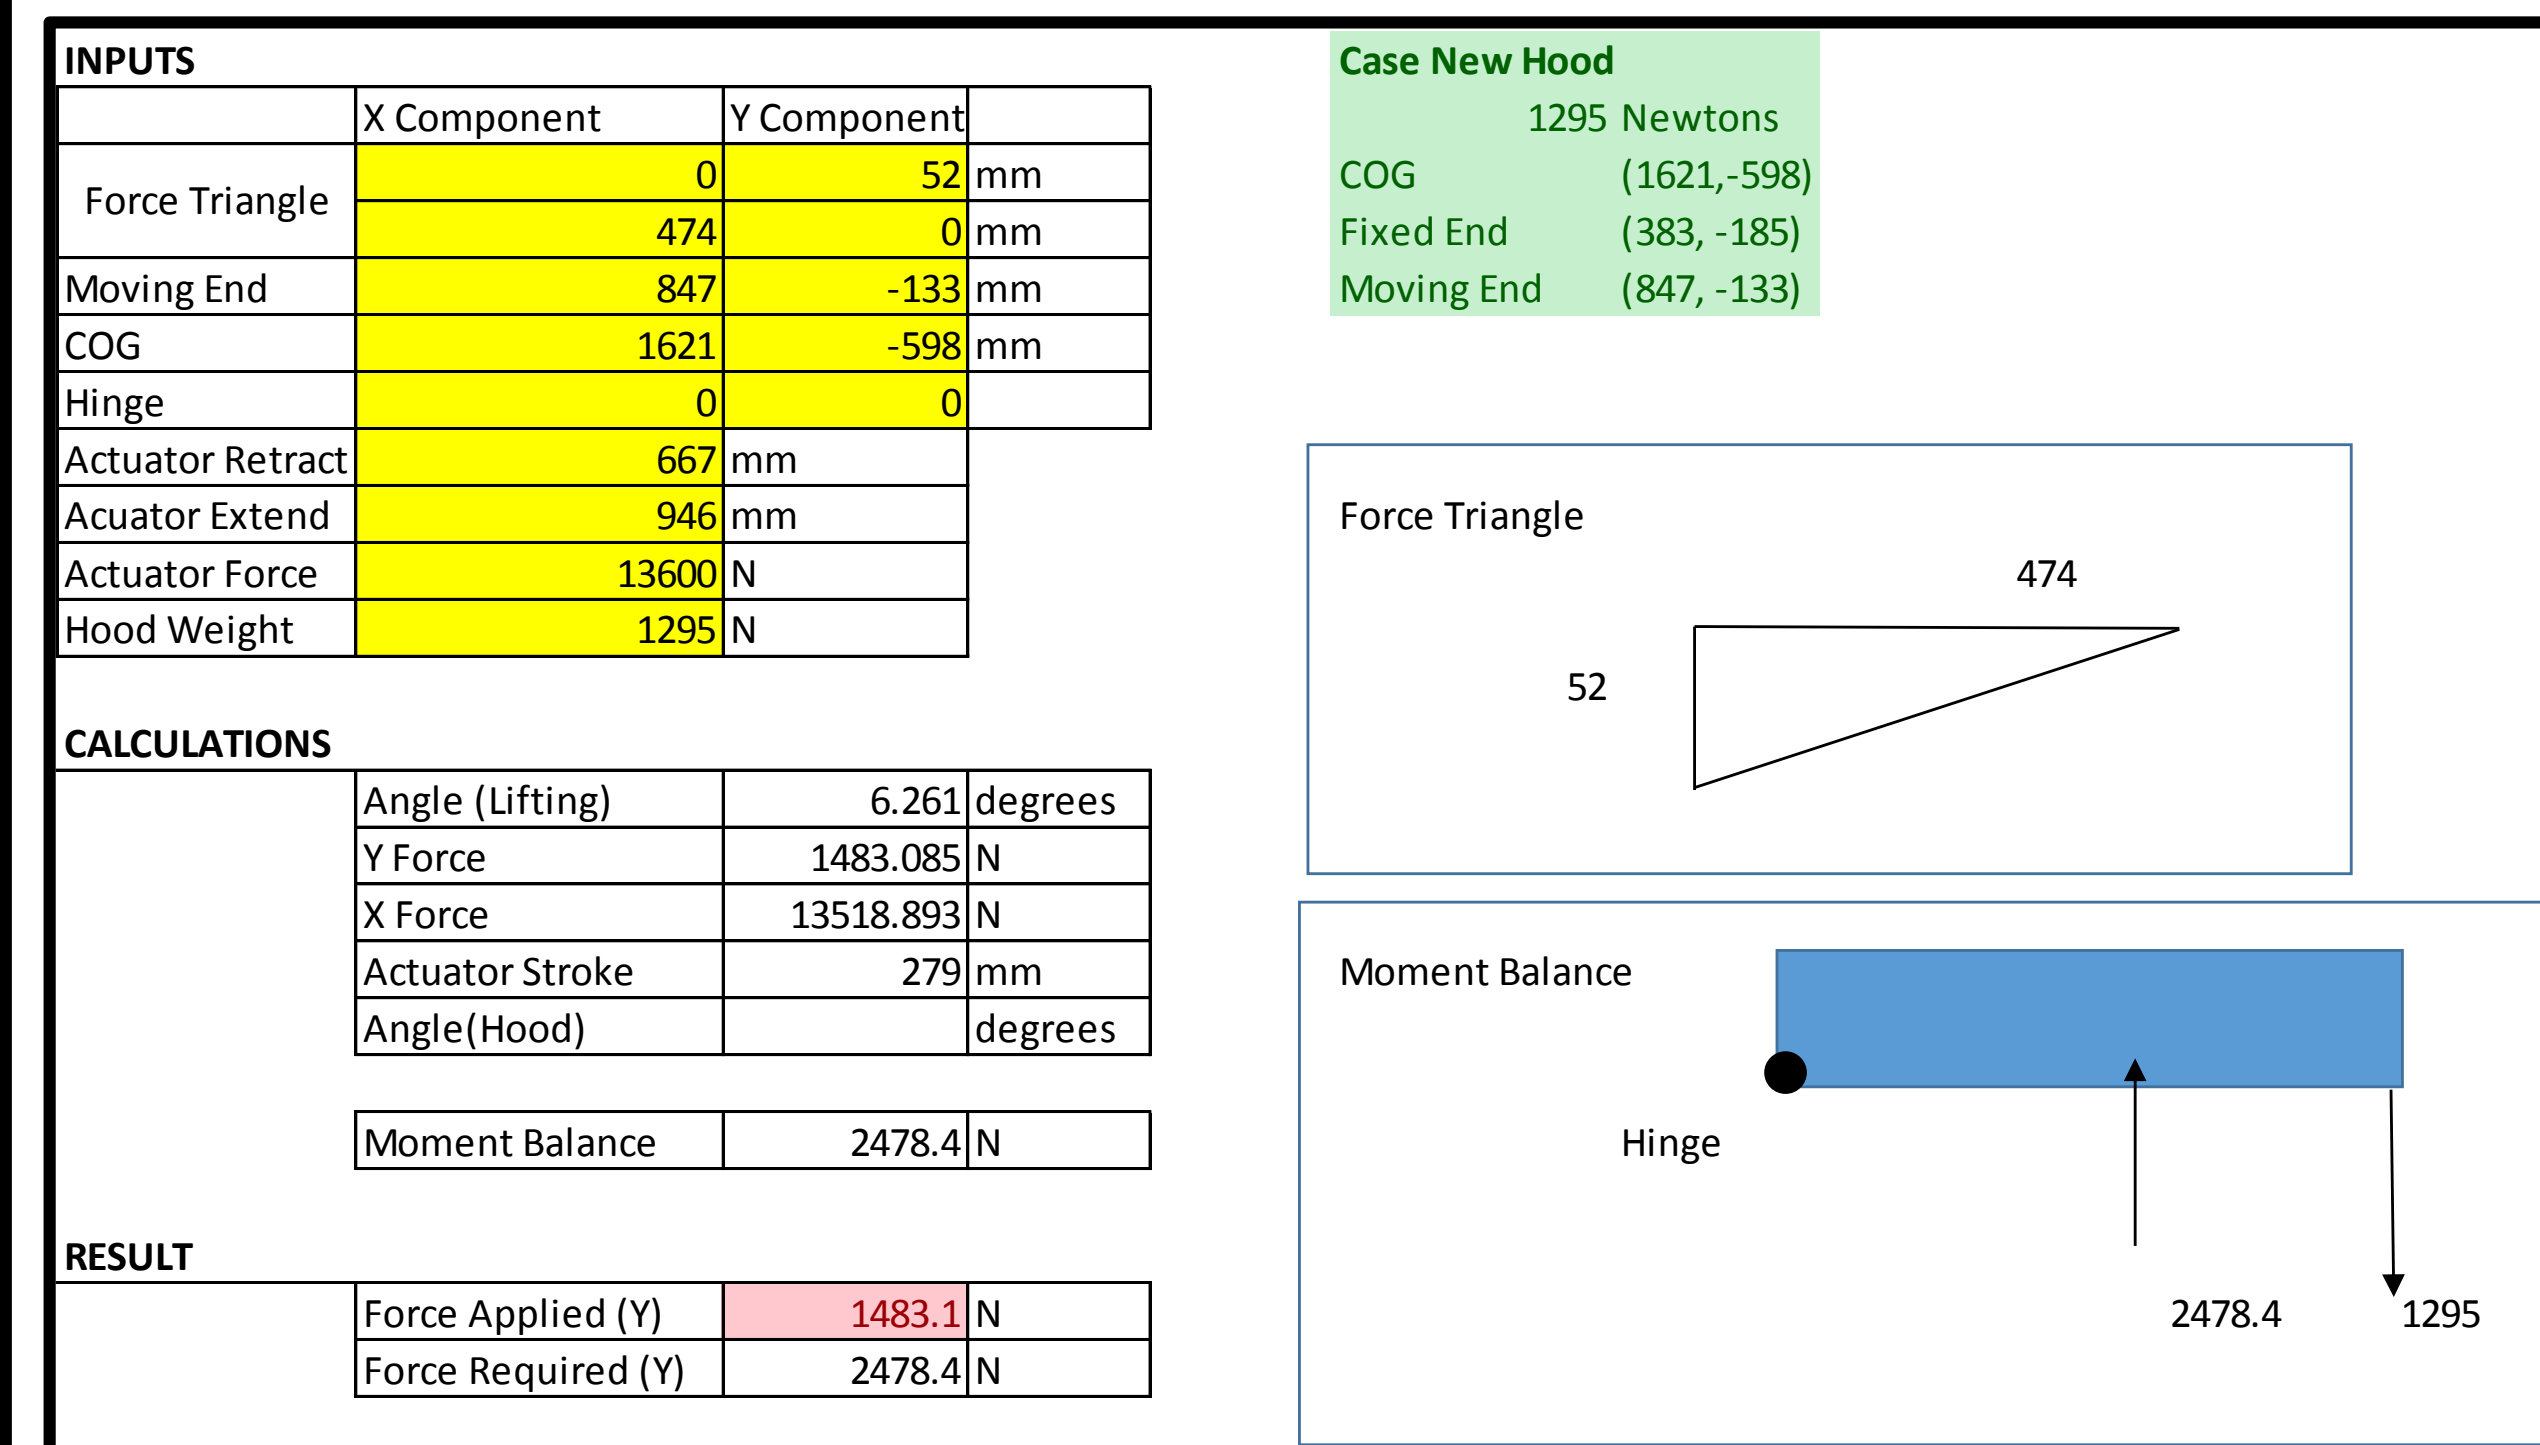 INPUTS
X Component Y Component
Force Triangle 0 52 mm
474 0 mm
Moving End 847 -133 mm
COG 1621 -598 mm
Hinge 0 0
Actuator Retract 667 mm
Acuator Extend 946 mm
Actuator Force 13600 N
Hood Weight 1295 N
Case New Hood
1295 Newtons
COG (1621,-598)
Fixed End (383, -185)
Moving End (847, -133)
Force Triangle
474
52
CALCULATIONS
Angle (Lifting) 6.261 degrees
Y Force 1483.085 N
X Force 13518.893 N
Actuator Stroke 279 mm
Angle(Hood) degrees
Moment Balance 2478.4 N
Moment Balance
Hinge
2478.4 1295
RESULT
Force Applied (Y) 1483.1 N
Force Required (Y) 2478.4 N